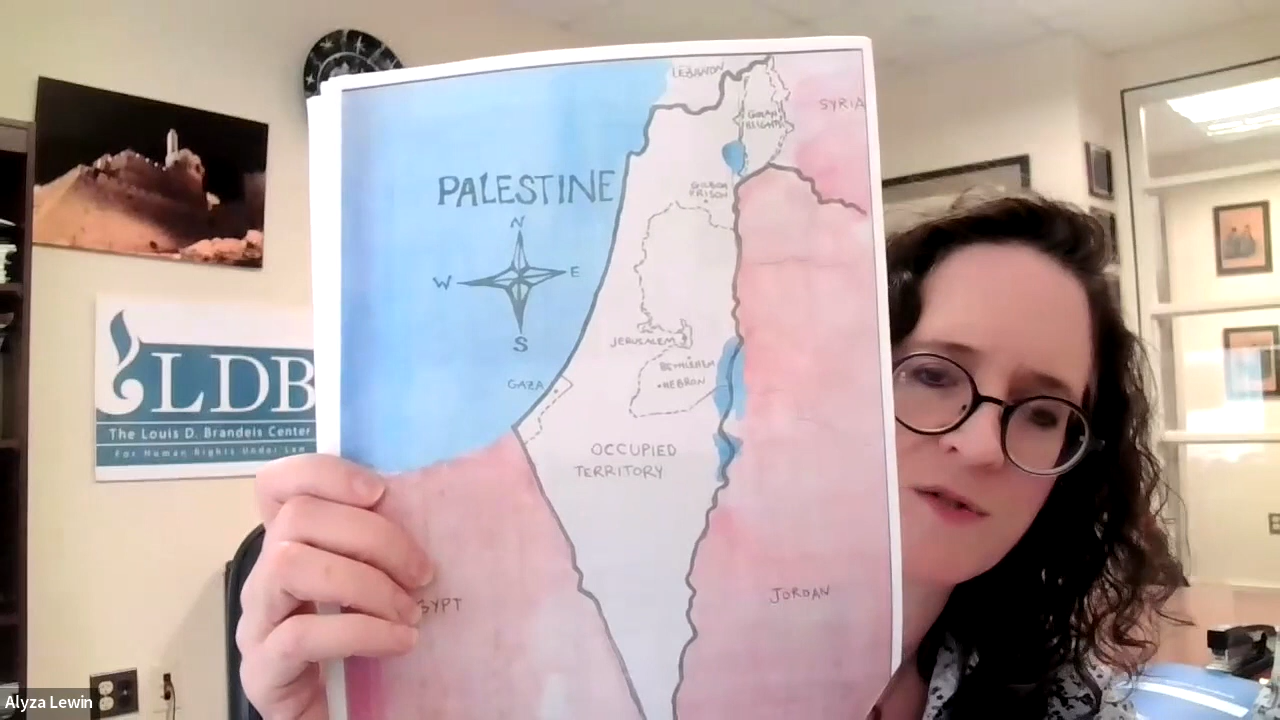 LEBANON
SYRIA
GOLAN
HEIGHTS
PALESTINE
GILBOA
PRISON
N
W E
S
JERUSALEM
BETHLEHEM
HEBRON
GAZA
OCCUPIED
TERRITORY
JORDAN
LDB
The Louis D. Brandeis Center
For Human Rights Under Law
Alyza Lewin